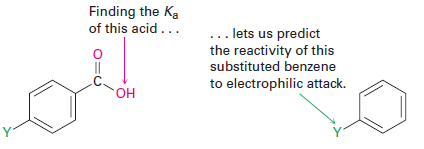 Finding the Ka
of this acid . . .
. . . lets us predict
the reactivity of this
substituted benzene
to electrophilic attack.
O
C
OH
Y
Y